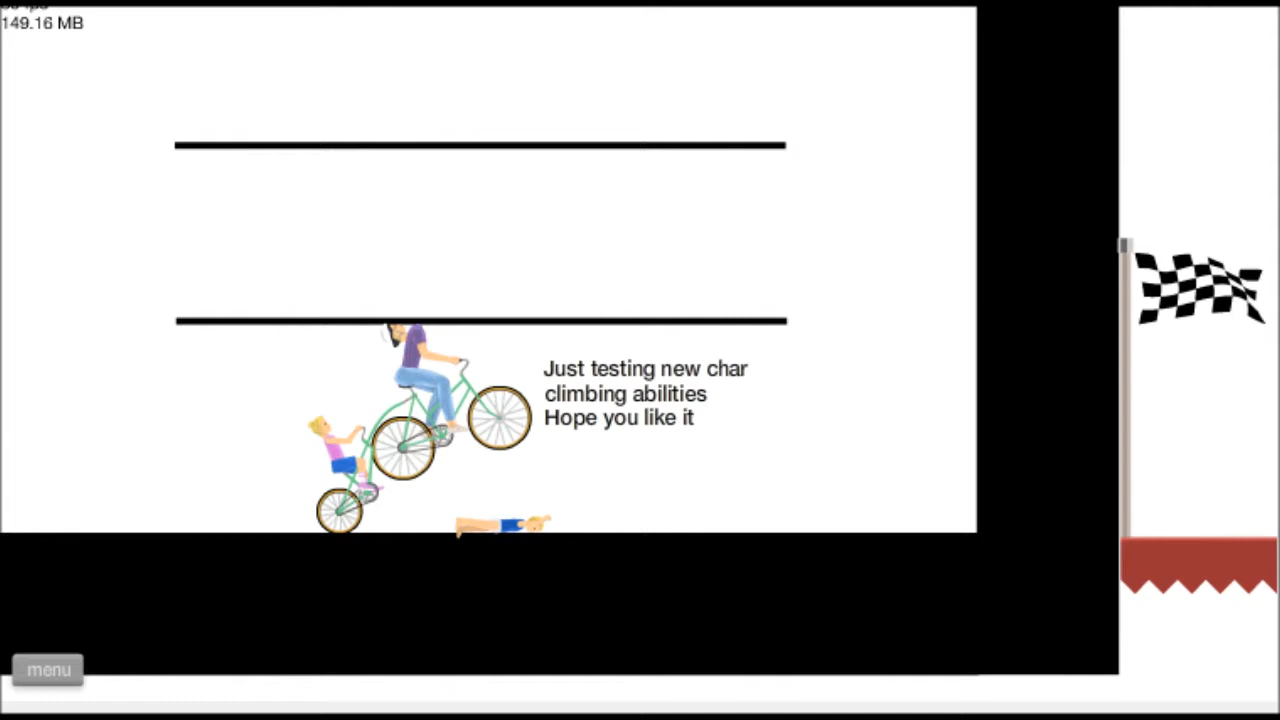 149.16 MB
Just testing new char
climbing abilities
Hope you like it
menu